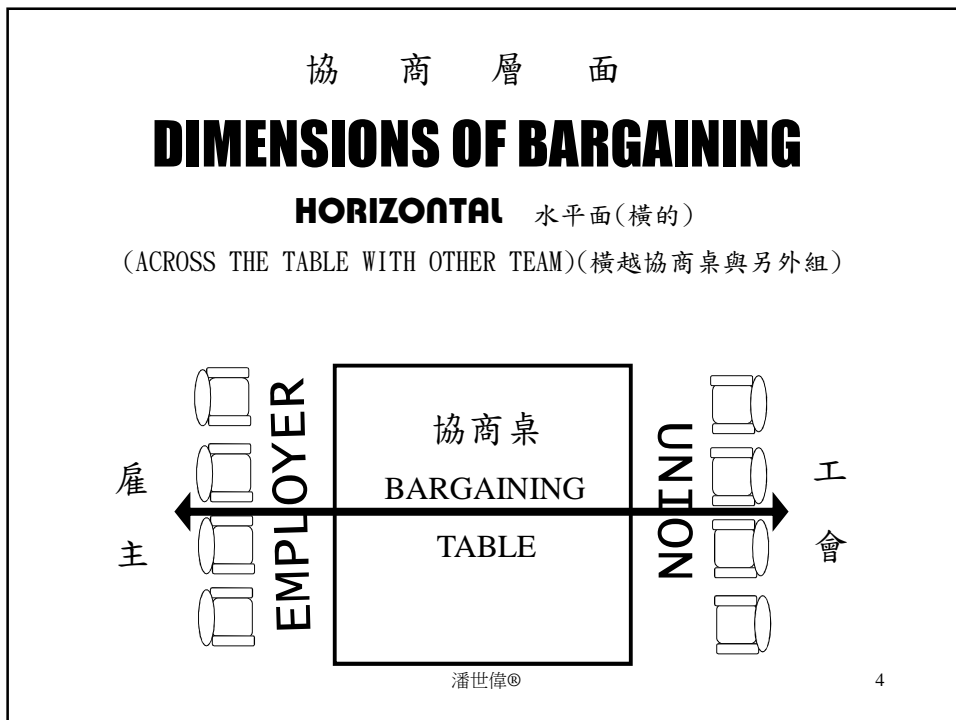 協 商 層 面
DIMENSIONS OF BARGAINING
HORIZONTAL 水平面(橫的)
(ACROSS THE TABLE WITH OTHER TEAM)(橫越協商桌與另外組)
雇主
EMPLOYER
協商桌
BARGAINING
TABLE
UNION
工會
潘世偉®
4